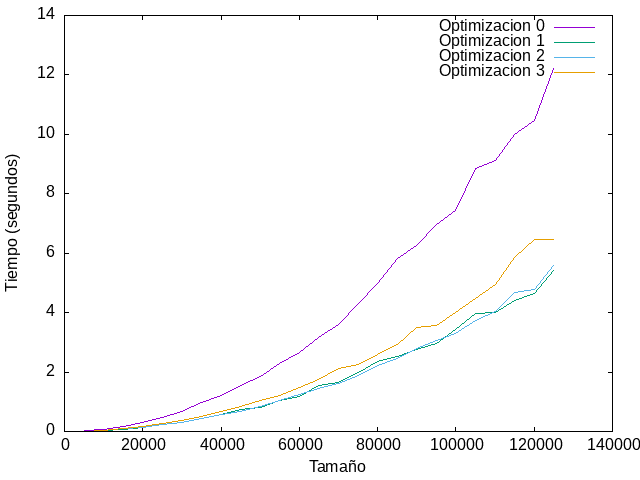 14
12
10
8
6
4
2
0
Tiempo (segundos)
Optimizacion 0
Optimizacion 1
Optimizacion 2
Optimizacion 3
0 20000 40000 60000 80000 100000 120000 140000
Tamaño